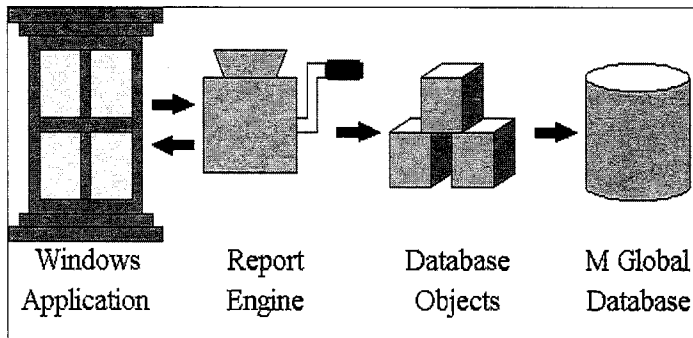 Windows Application
Report Engine
Database Objects
M Global Database